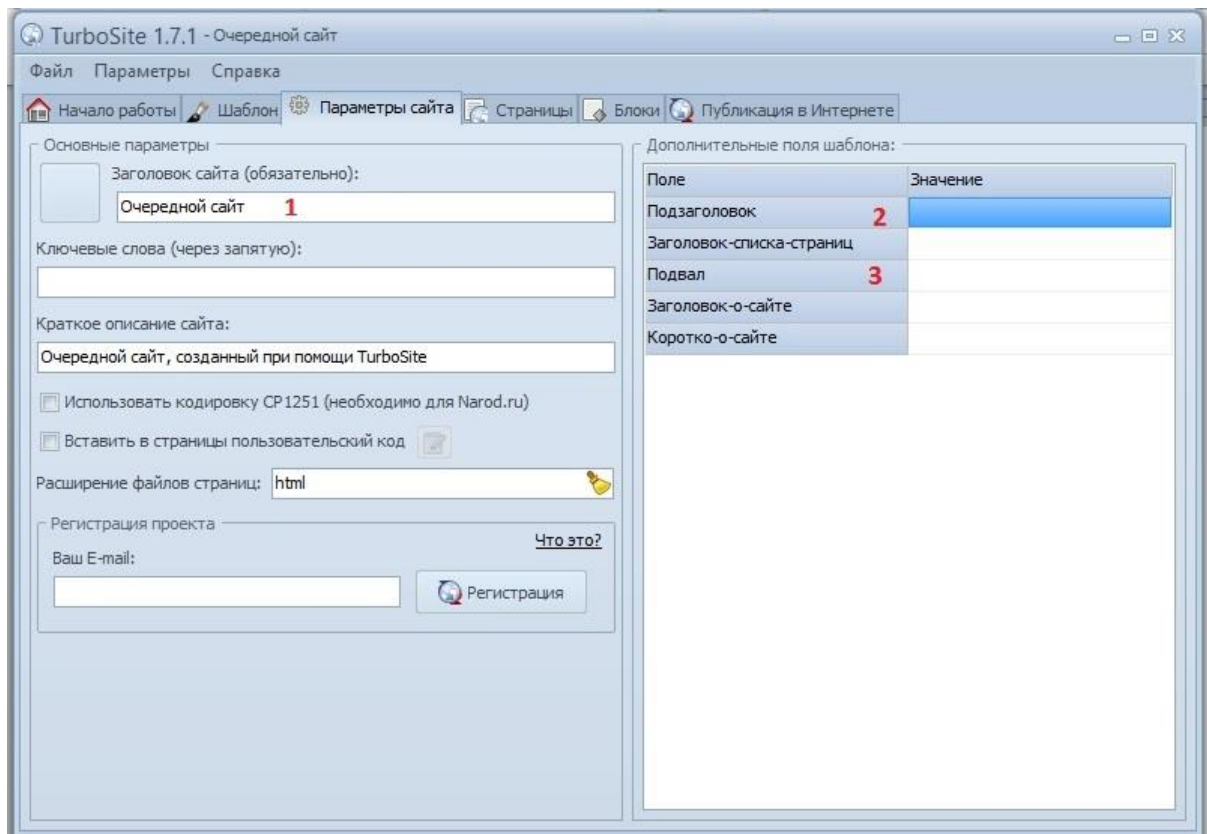 TurboSite 1.7.1 - Очередной сайт
Файл Параметры Справка
Начало работы Шаблон Параметры сайта Страницы Блоки Публикация в Интернете
Основные параметры
Заголовок сайта (обязательно):
Очередной сайт 1
Ключевые слова (через запятую):
Краткое описание сайта:
Очередной сайт, созданный при помощи TurboSite
Использовать кодировку CP1251 (необходимо для Narod.ru)
Вставить в страницы пользовательский код
Расширение файлов страниц: html
Регистрация проекта
Что это?
Ваш E-mail:
Регистрация
Дополнительные поля шаблона:
Поле Значение
Подзаголовок 2
Заголовок-списка-страниц
Подвал 3
Заголовок-о-сайте
Коротко-о-сайте